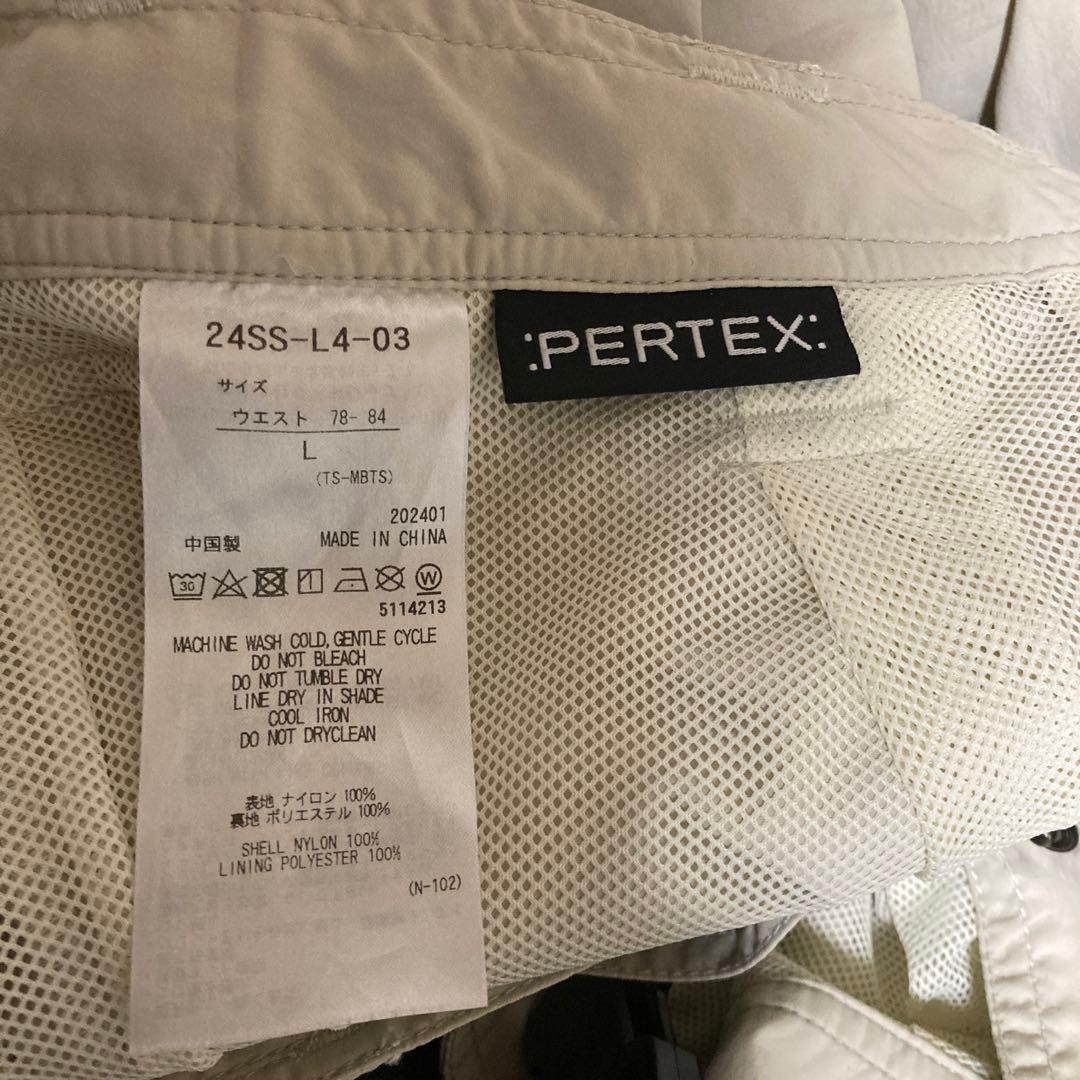 24SS-L4-03
サイズ
ウエスト 78- 84
L
(TS-MBTS)
202401
中国製 MADE IN CHINA
30 W
5114213
MACHINE WASH COLD,GENTLE CYCLE
DO NOT BLEACH
DO NOT TUMBLE DRY
LINE DRY IN SHADE
COOL IRON
DO NOT DRYCLEAN
表地 ナイロン 100%
裏地 ポリエステル 100%
SHELL NYLON 100%
LINING POLYESTER 100%
(N-102)
:PERTEX: